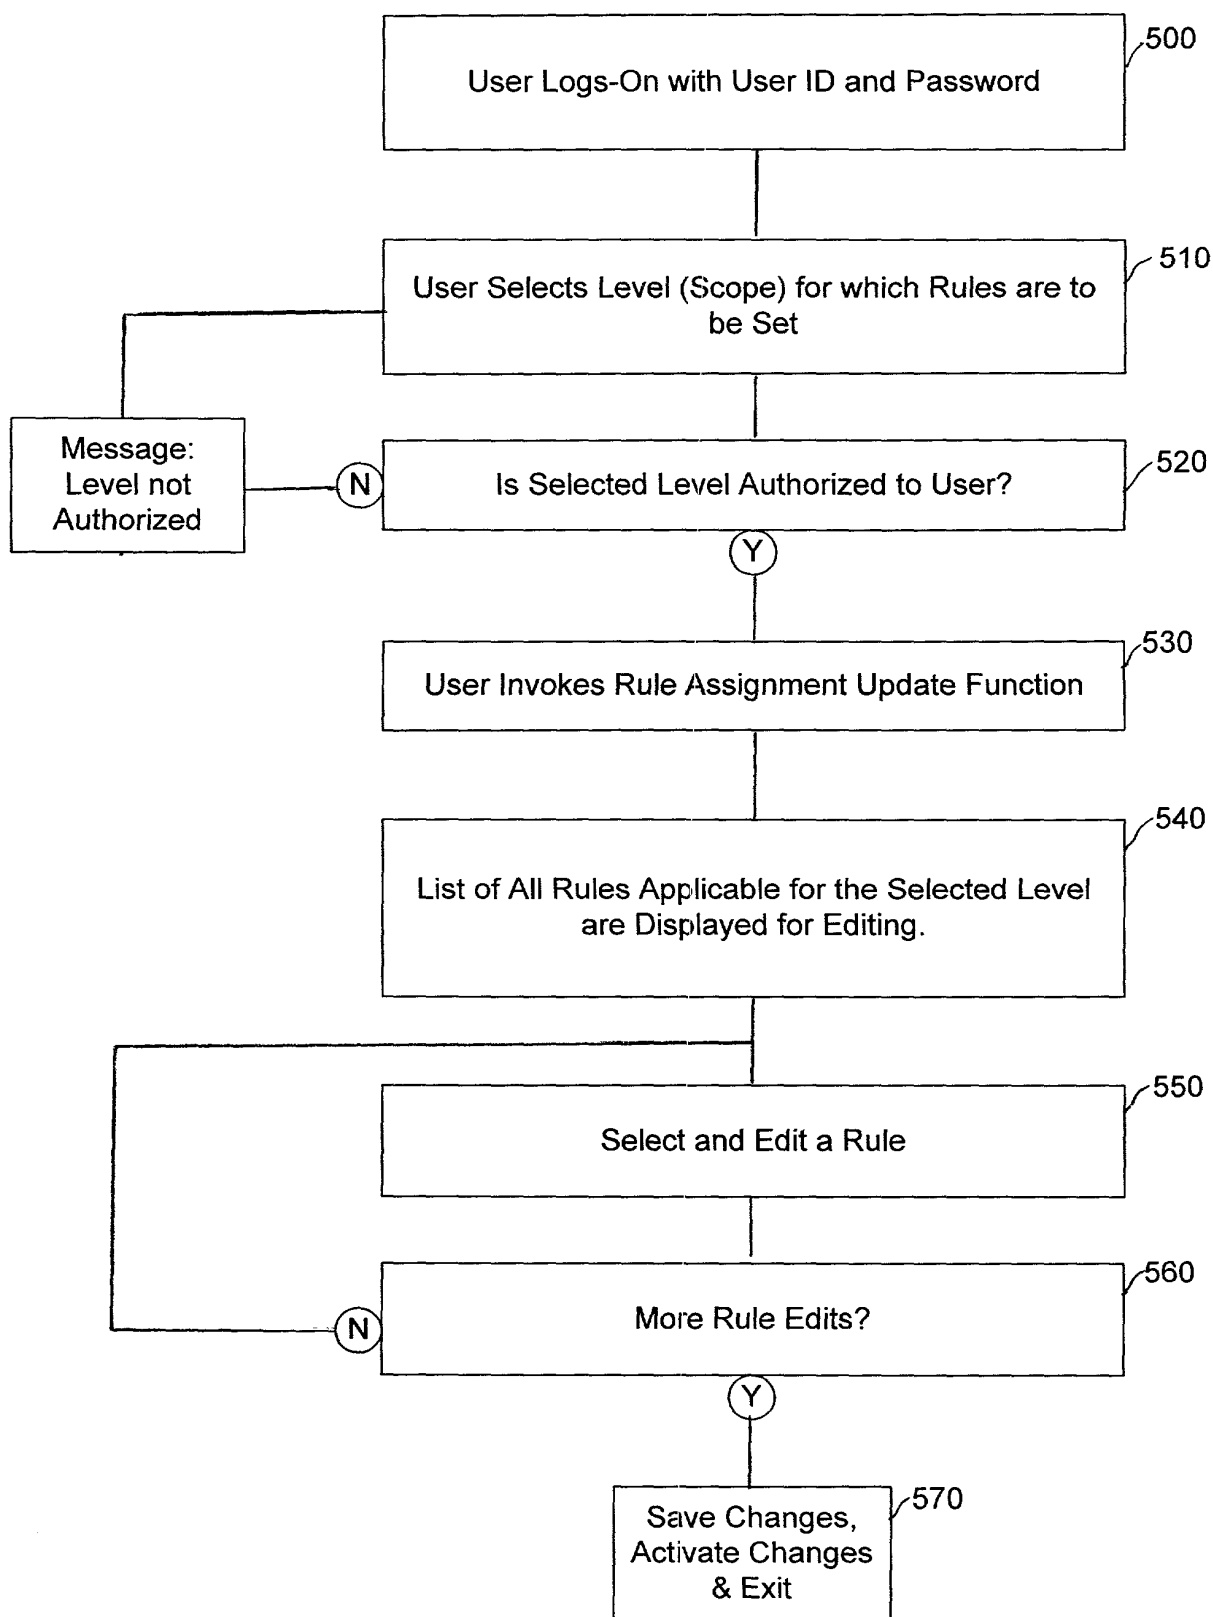 500
User Logs-On with User ID and Password
510
User Selects Level (Scope) for which Rules are to
be Set
Message:
Level not
Authorized
N
520
Is Selected Level Authorized to User?
Y
530
User Invokes Rule Assignment Update Function
540
List of All Rules Applicable for the Selected Level
are Displayed for Editing.
550
Select and Edit a Rule
560
More Rule Edits?
N
Y
570
Save Changes,
Activate Changes
& Exit